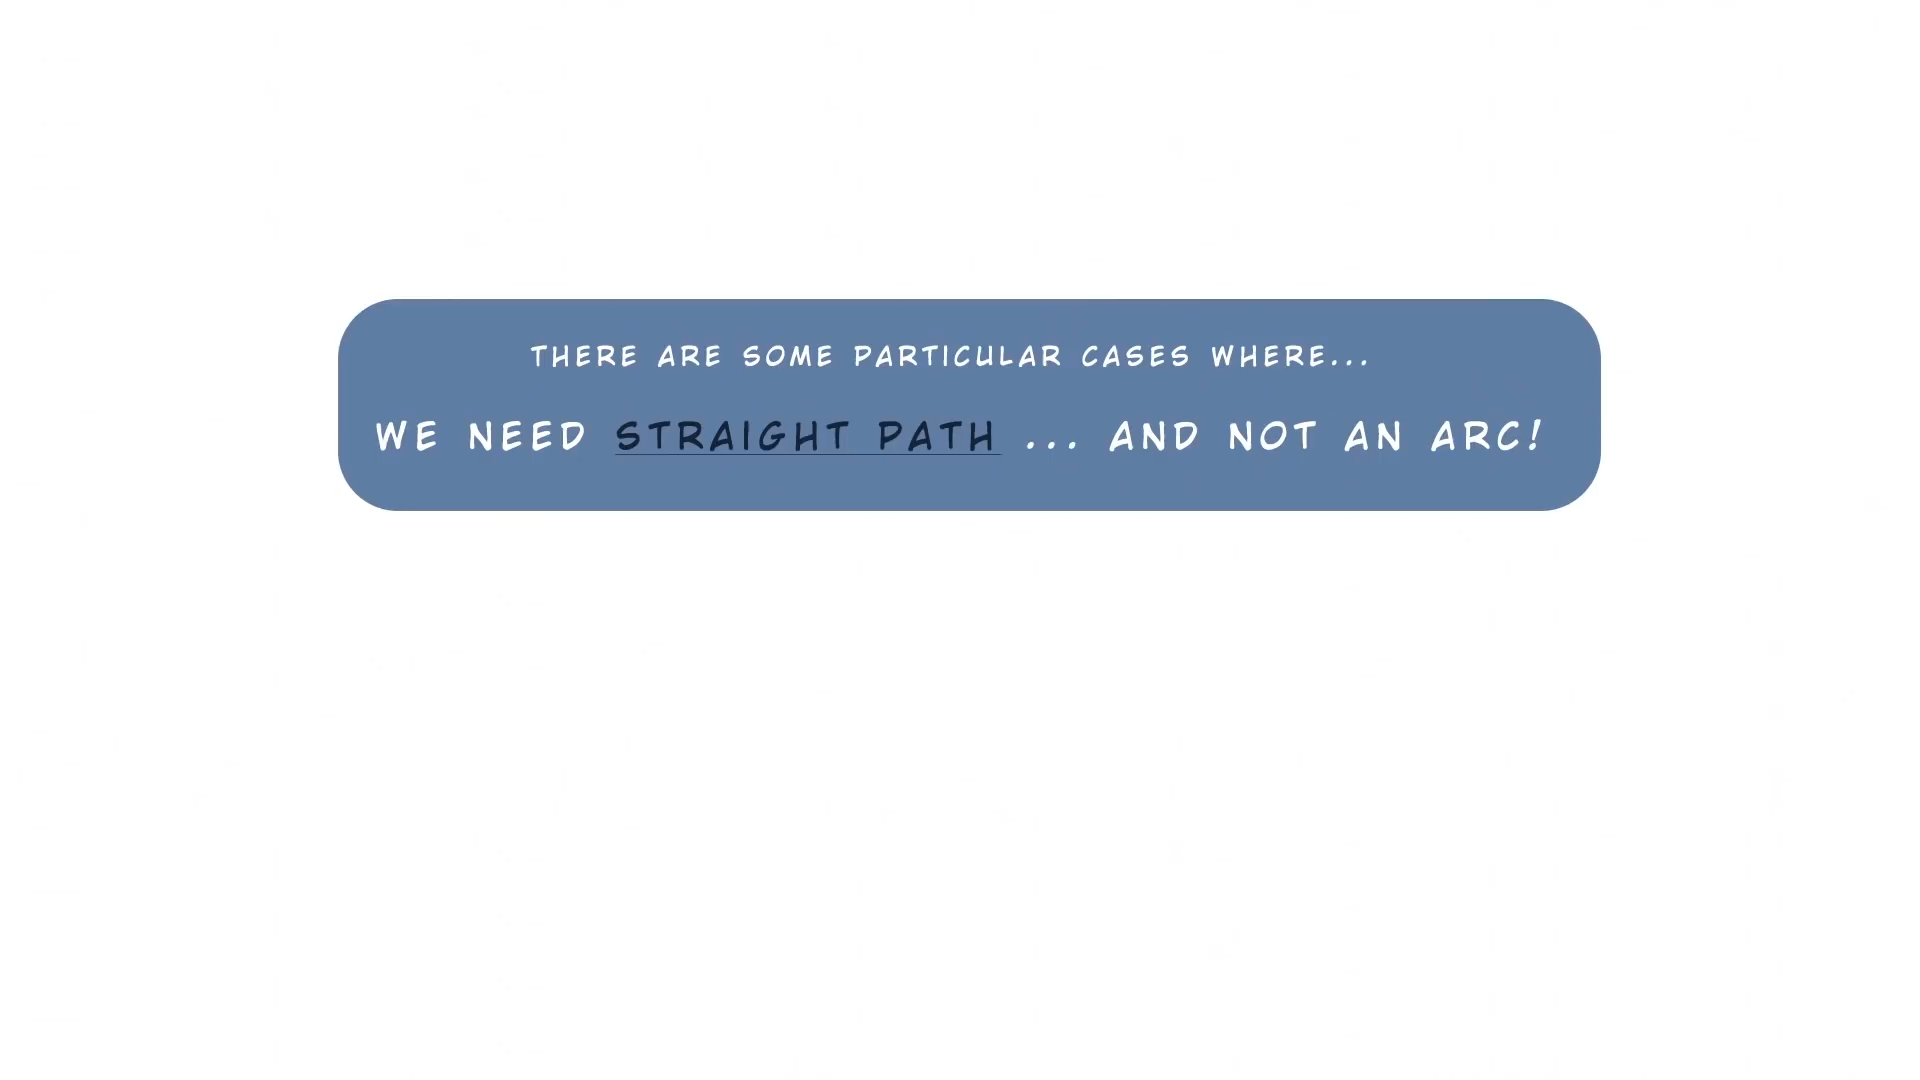 THERE ARE SOME PARTICULAR CASES WHERE...
WE NEED STRAIGHT PATH ... AND NOT AN ARC!